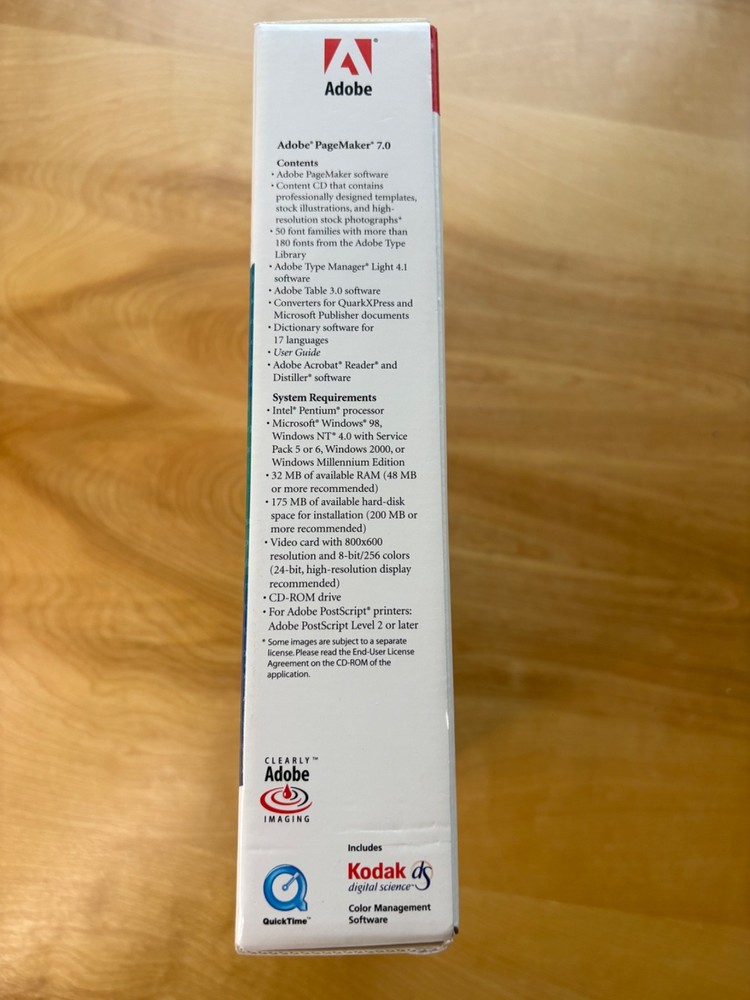 Adobe
Adobe® PageMaker® 7.0
Contents
• Adobe PageMaker software
• Content CD that contains
professionally designed templates,
stock illustrations, and high-
resolution stock photographs*
• 50 font families with more than
180 fonts from the Adobe Type
Library
• Adobe Type Manager® Light 4.1
software
• Adobe Table 3.0 software
• Converters for QuarkXPress and
Microsoft Publisher documents
• Dictionary software for
17 languages
• User Guide
• Adobe Acrobat® Reader® and
Distiller® software
System Requirements
• Intel® Pentium® processor
• Microsoft® Windows® 98,
Windows NT® 4.0 with Service
Pack 5 or 6, Windows 2000, or
Windows Millennium Edition
• 32 MB of available RAM (48 MB
or more recommended)
• 175 MB of available hard-disk
space for installation (200 MB or
more recommended)
• Video card with 800x600
resolution and 8-bit/256 colors
(24-bit, high-resolution display
recommended)
• CD-ROM drive
• For Adobe PostScript® printers:
Adobe PostScript Level 2 or later
* Some images are subject to a separate
license. Please read the End-User License
Agreement on the CD-ROM of the
application.
CLEARLY™
Adobe
IMAGING
QuickTime™
Includes
Kodak ds
digital science™
Color Management
Software